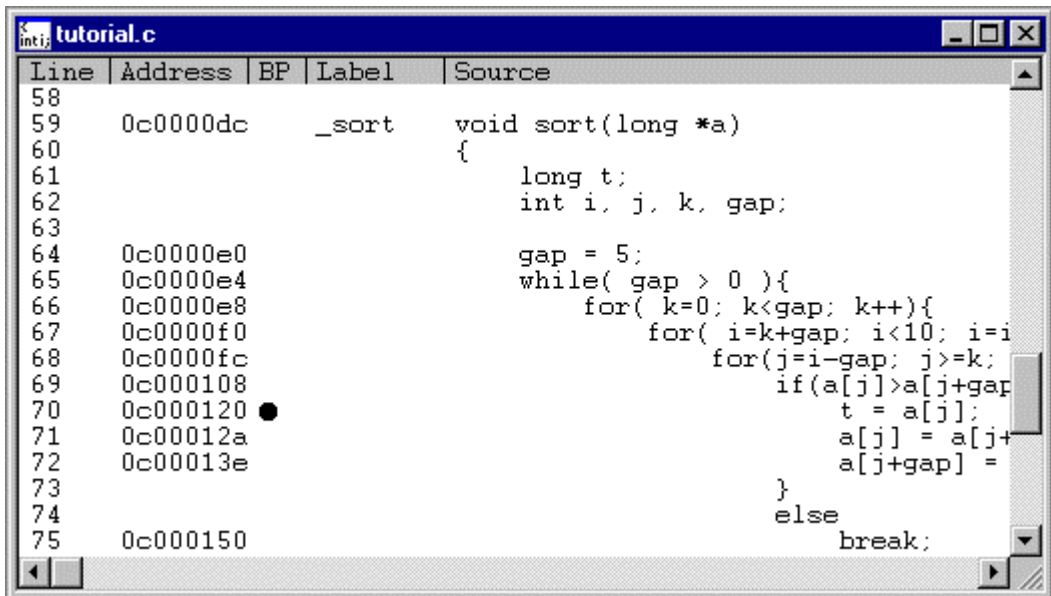 tutorial.c
Line Address BP Label Source
58
59 0c0000dc _sort void sort(long *a)
60 {
61 long t;
62 int i, j, k, gap;
63
64 0c0000e0 gap = 5;
65 0c0000e4 while( gap > 0 ){
66 0c0000e8 for( k=0; k<gap; k++){
67 0c0000f0 for( i=k+gap; i<10; i=i
68 0c0000fc for(j=i-gap; j>=k;
69 0c000108 if(a[j]>a[j+gap
70 0c000120 ● t = a[j];
71 0c00012a a[j] = a[j+
72 0c00013e a[j+gap] =
73 }
74 else
75 0c000150 break;